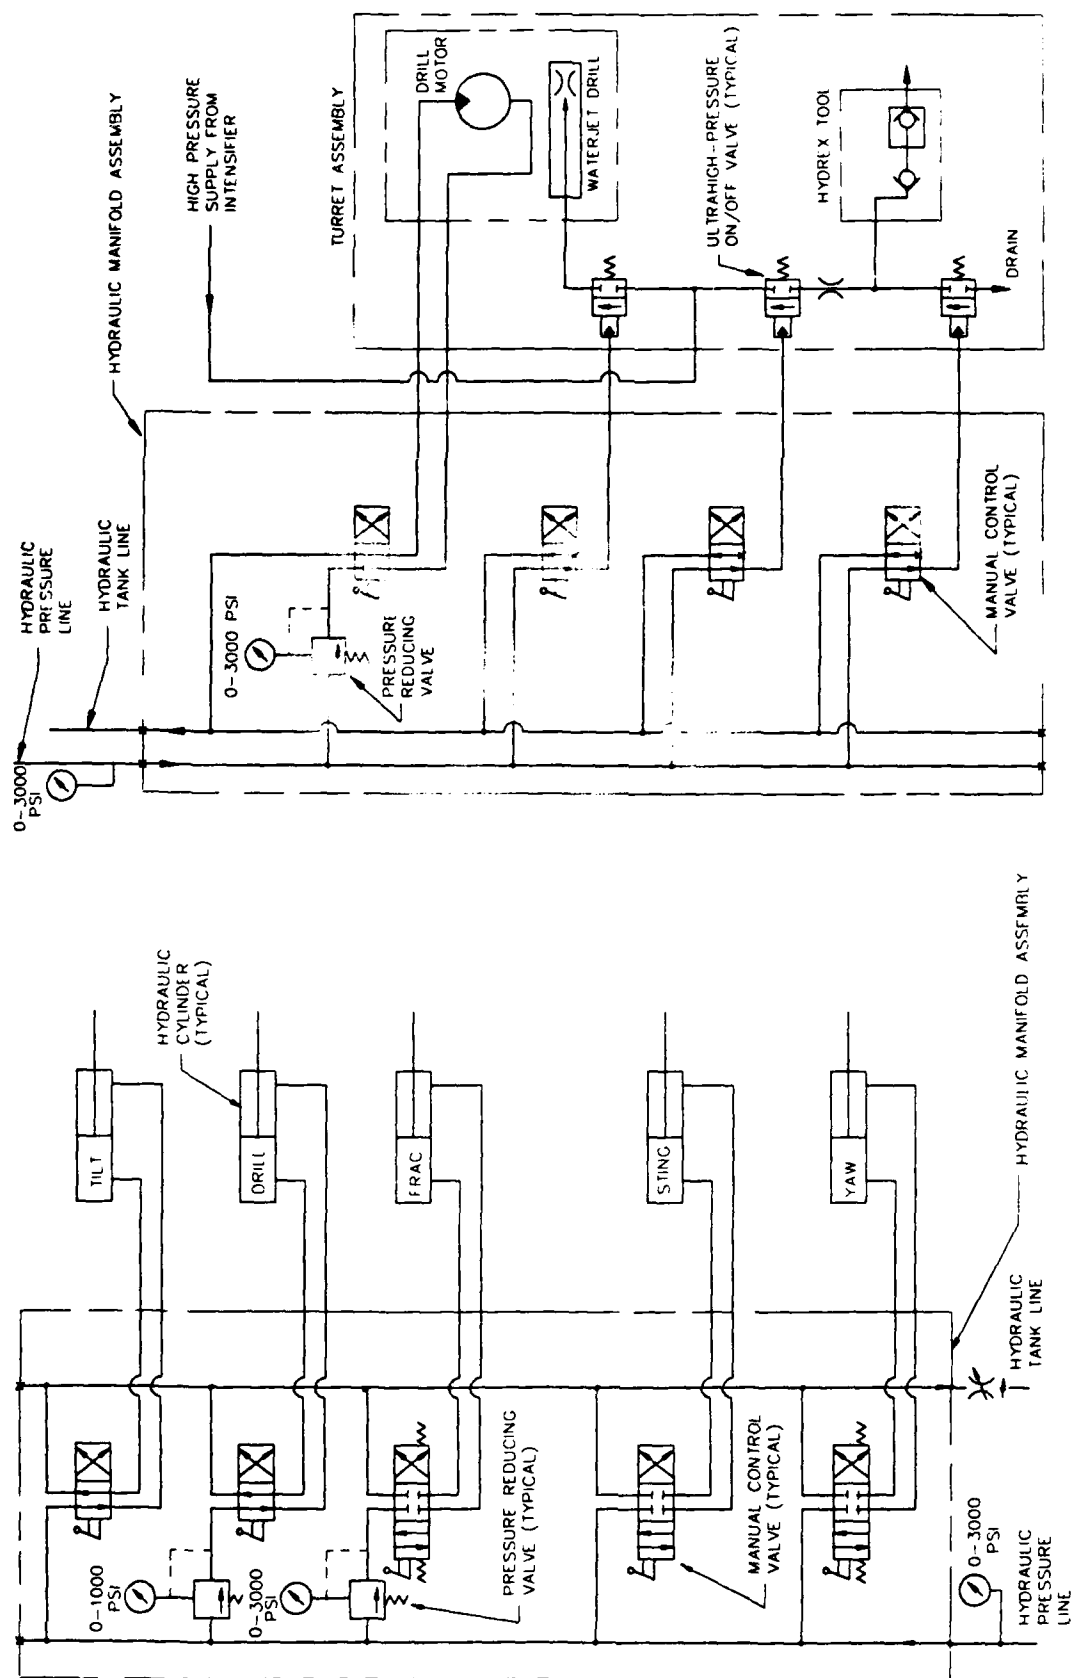 0-3000
PSI
HYDRAULIC
PRESSURE
LINE
HYDRAULIC
TANK LINE
HYDRAULIC MANIFOLD ASSEMBLY
HIGH PRESSURE
SUPPLY FROM
INTENSIFIER
TURRET ASSEMBLY
DRILL
MOTOR
WATERJET DRILL
ULTRAHIGH-PRESSURE
ON/OFF VALVE (TYPICAL)
HYDREX TOOL
DRAIN
0-3000 PSI
PRESSURE
REDUCING
VALVE
MANUAL CONTROL
VALVE (TYPICAL)
TILT
DRILL
FRAC
STING
YAW
HYDRAULIC
CYLINDER
(TYPICAL)
0-1000
PSI
0-3000
PSI
PRESSURE REDUCING
VALVE (TYPICAL)
MANUAL CONTROL
VALVE (TYPICAL)
HYDRAULIC MANIFOLD ASSEMBLY
HYDRAULIC
TANK LINE
0-3000
PSI
HYDRAULIC
PRESSURE
LINE